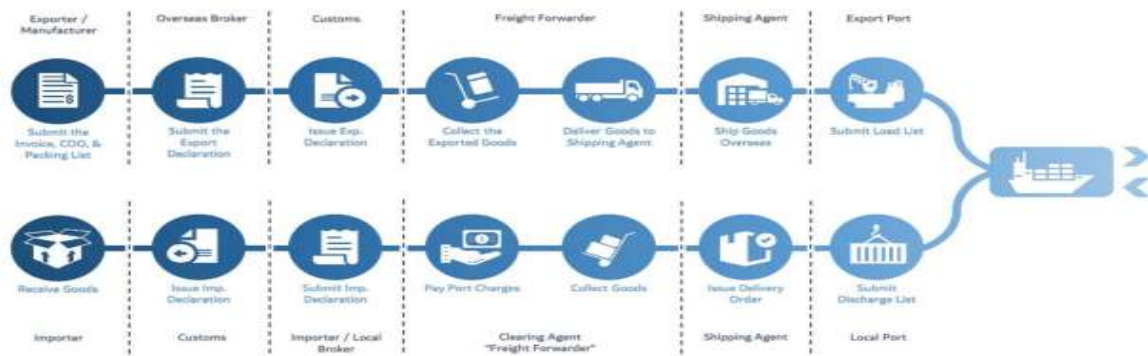 Exporter /
Manufacturer
Overseas Broker
Customs
Freight Forwarder
Shipping Agent
Export Port
Submit the
Invoice, COO, &
Packing List
Submit the
Export
Declaration
Issue Exp.
Declaration
Collect the
Exported Goods
Deliver Goods to
Shipping Agent
Ship Goods
Overseas
Submit Load List
Receive Goods
Issue Imp.
Declaration
Submit Imp.
Declaration
Pay Port Charges
Collect Goods
Issue Delivery
Order
Submit
Discharge List
Importer
Customs
Importer / Local
Broker
Clearing Agent
"Freight Forwarder"
Shipping Agent
Local Port